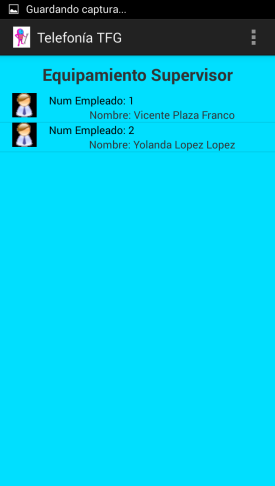 Guardando captura...
Telefonía TFG
Equipamiento Supervisor
Num Empleado: 1
Nombre: Vicente Plaza Franco
Num Empleado: 2
Nombre: Yolanda Lopez Lopez